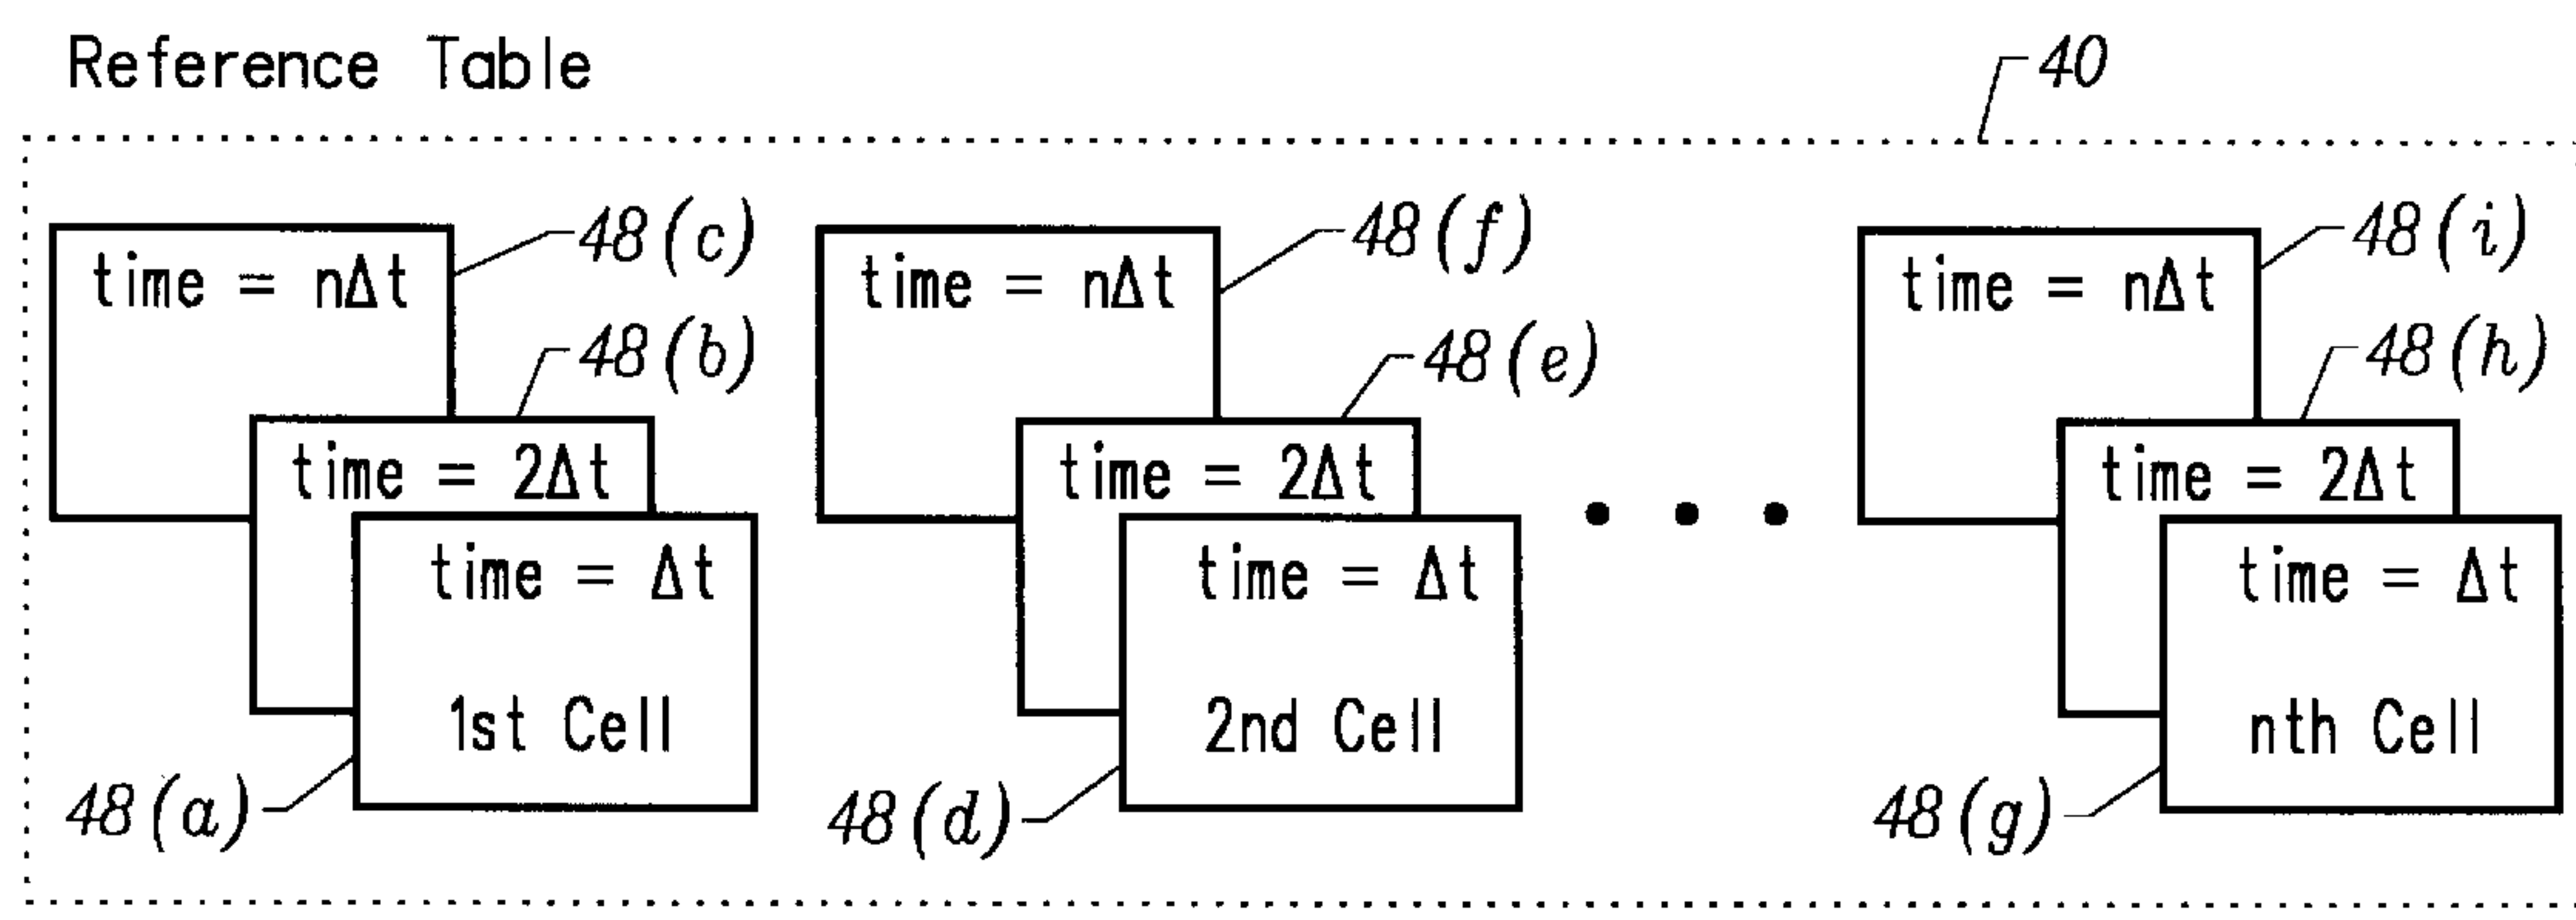 Reference Table
40
time = nΔt
48(c)
48(b)
time = 2Δt
time = Δt
1st Cell
48(a)
time = nΔt
48(f)
48(e)
time = 2Δt
time = Δt
2nd Cell
48(d)
time = nΔt
48(i)
48(h)
time = 2Δt
time = Δt
nth Cell
48(g)